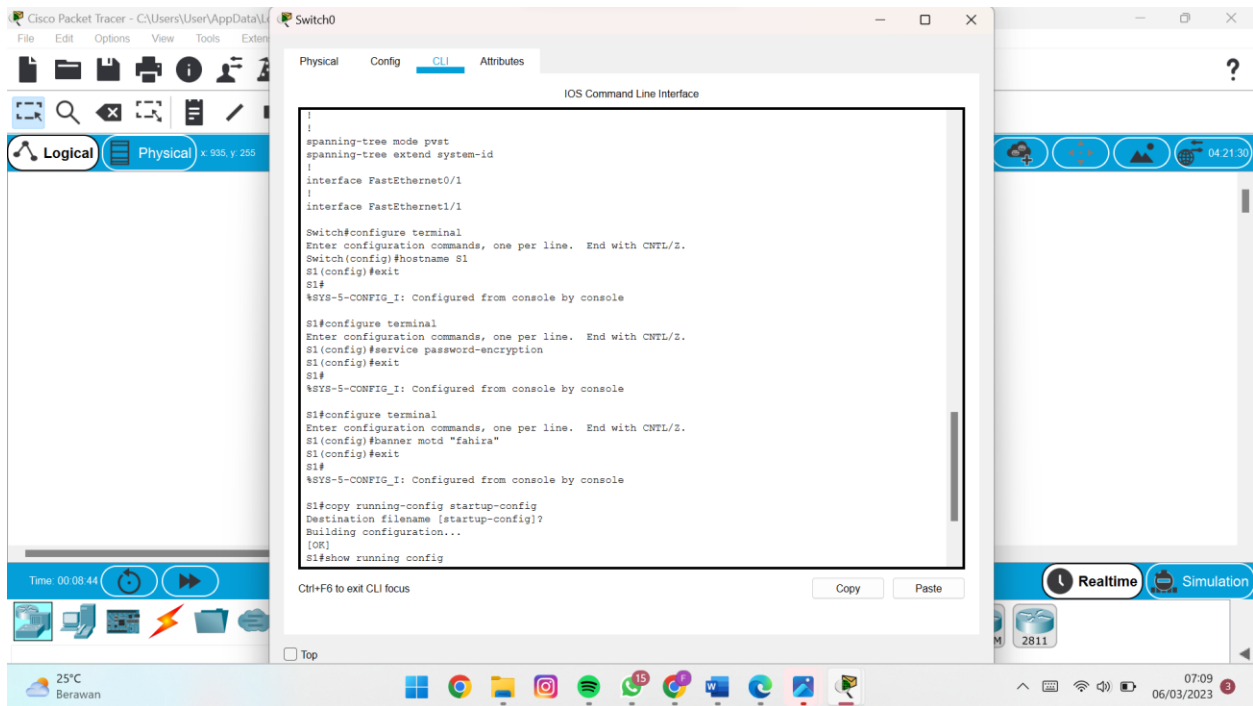 Cisco Packet Tracer - C:\Users\User\AppData\L
Switch0
File Edit Options View Tools Exten
Physical Config CLI Attributes
?
IOS Command Line Interface
Logical Physical x: 935, y: 255
04:21:30
!
!
spanning-tree mode pvst
spanning-tree extend system-id
!
interface FastEthernet0/1
!
interface FastEthernet1/1
Switch#configure terminal
Enter configuration commands, one per line. End with CNTL/Z.
Switch(config)#hostname S1
S1(config)#exit
S1#
%SYS-5-CONFIG_I: Configured from console by console
S1#configure terminal
Enter configuration commands, one per line. End with CNTL/Z.
S1(config)#service password-encryption
S1(config)#exit
S1#
%SYS-5-CONFIG_I: Configured from console by console
S1#configure terminal
Enter configuration commands, one per line. End with CNTL/Z.
S1(config)#banner motd "fahira"
S1(config)#exit
S1#
%SYS-5-CONFIG_I: Configured from console by console
S1#copy running-config startup-config
Destination filename [startup-config]?
Building configuration...
[OK]
S1#show running config
Time: 00:08:44
Realtime Simulation
Ctrl+F6 to exit CLI focus
Copy Paste
M 2811
Top
25°C
Berawan
15
F
07:09
06/03/2023
3